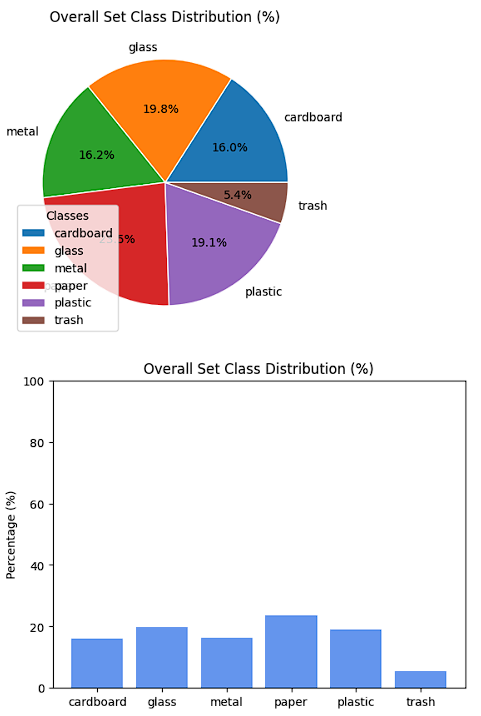 Overall Set Class Distribution (%)
glass
19.8%
cardboard
16.0%
metal
16.2%
5.4%
trash
19.1%
plastic
Classes
cardboard
glass
metal
paper
plastic
trash
Overall Set Class Distribution (%)
Percentage (%)
100
80
60
40
20
0
cardboard glass metal paper plastic trash